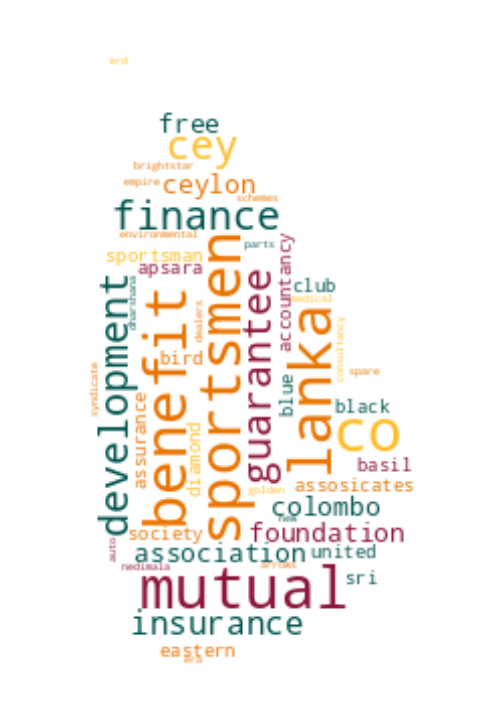 erd
free
cey
brightstar
empire
ceylon
schemes
finance
environmental
parts
sportsman
apsara
accountancy
development
dharshana
benefit
sportsmen
guarantee
dealers
club
medical
lanka
consultancy
bird
spare
syndicate
blue
assurance
diamond
black
co
basil
golden
assosicates
colombo
new
society
foundation
auto
association
united
nedimala
arrows
mutual
sri
insurance
eastern
era